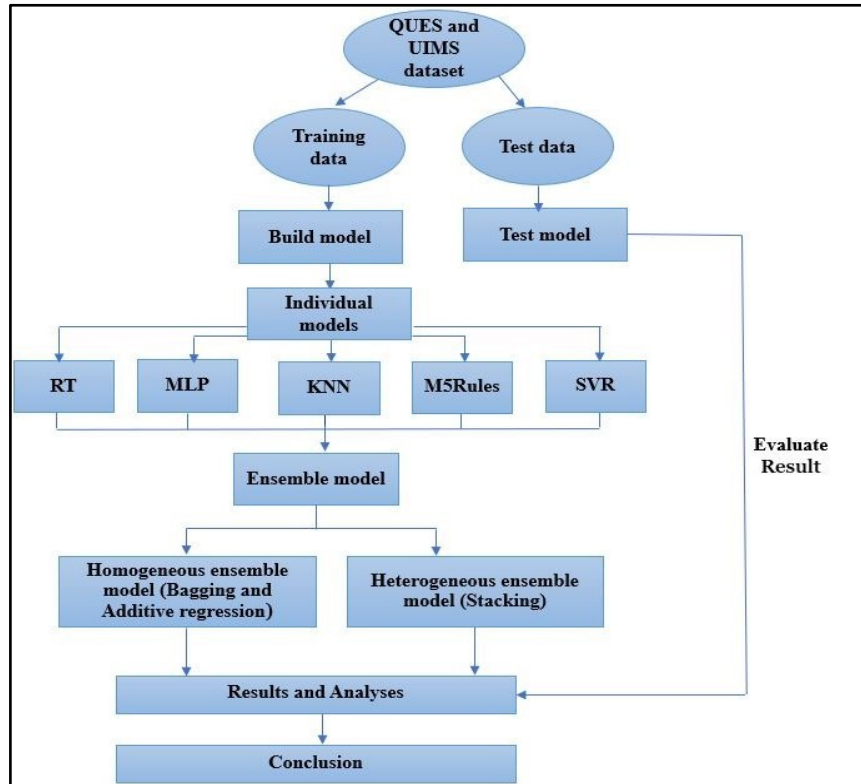 QUES and
UIMS
dataset
Training
data
Test data
Build model
Test model
Individual
models
RT
MLP
KNN
M5Rules
SVR
Evaluate
Result
Ensemble model
Homogeneous ensemble
model (Bagging and
Additive regression)
Heterogeneous ensemble
model (Stacking)
Results and Analyses
Conclusion